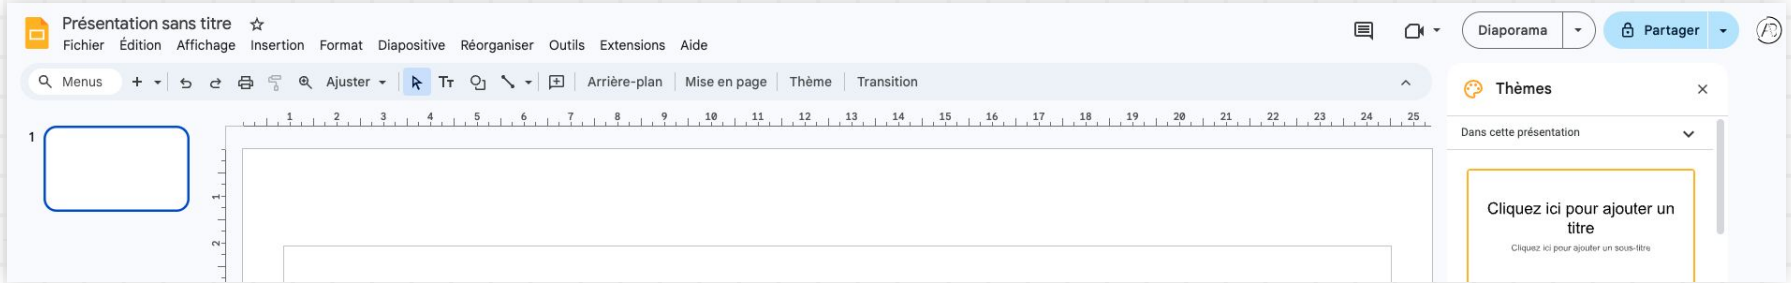 Présentation sans titre
Fichier Édition Affichage Insertion Format Diapositive Réorganiser Outils Extensions Aide
Diaporama
Partager
Menus
Ajuster
Tт
Arrière-plan
Mise en page
Thème
Transition
Thèmes
1 2 3 4 5 6 7 8 9 10 11 12 13 14 15 16 17 18 19 20 21 22 23 24 25
Dans cette présentation
1
1
2
Cliquez ici pour ajouter un
titre
Cliquez ici pour ajouter un sous-titre